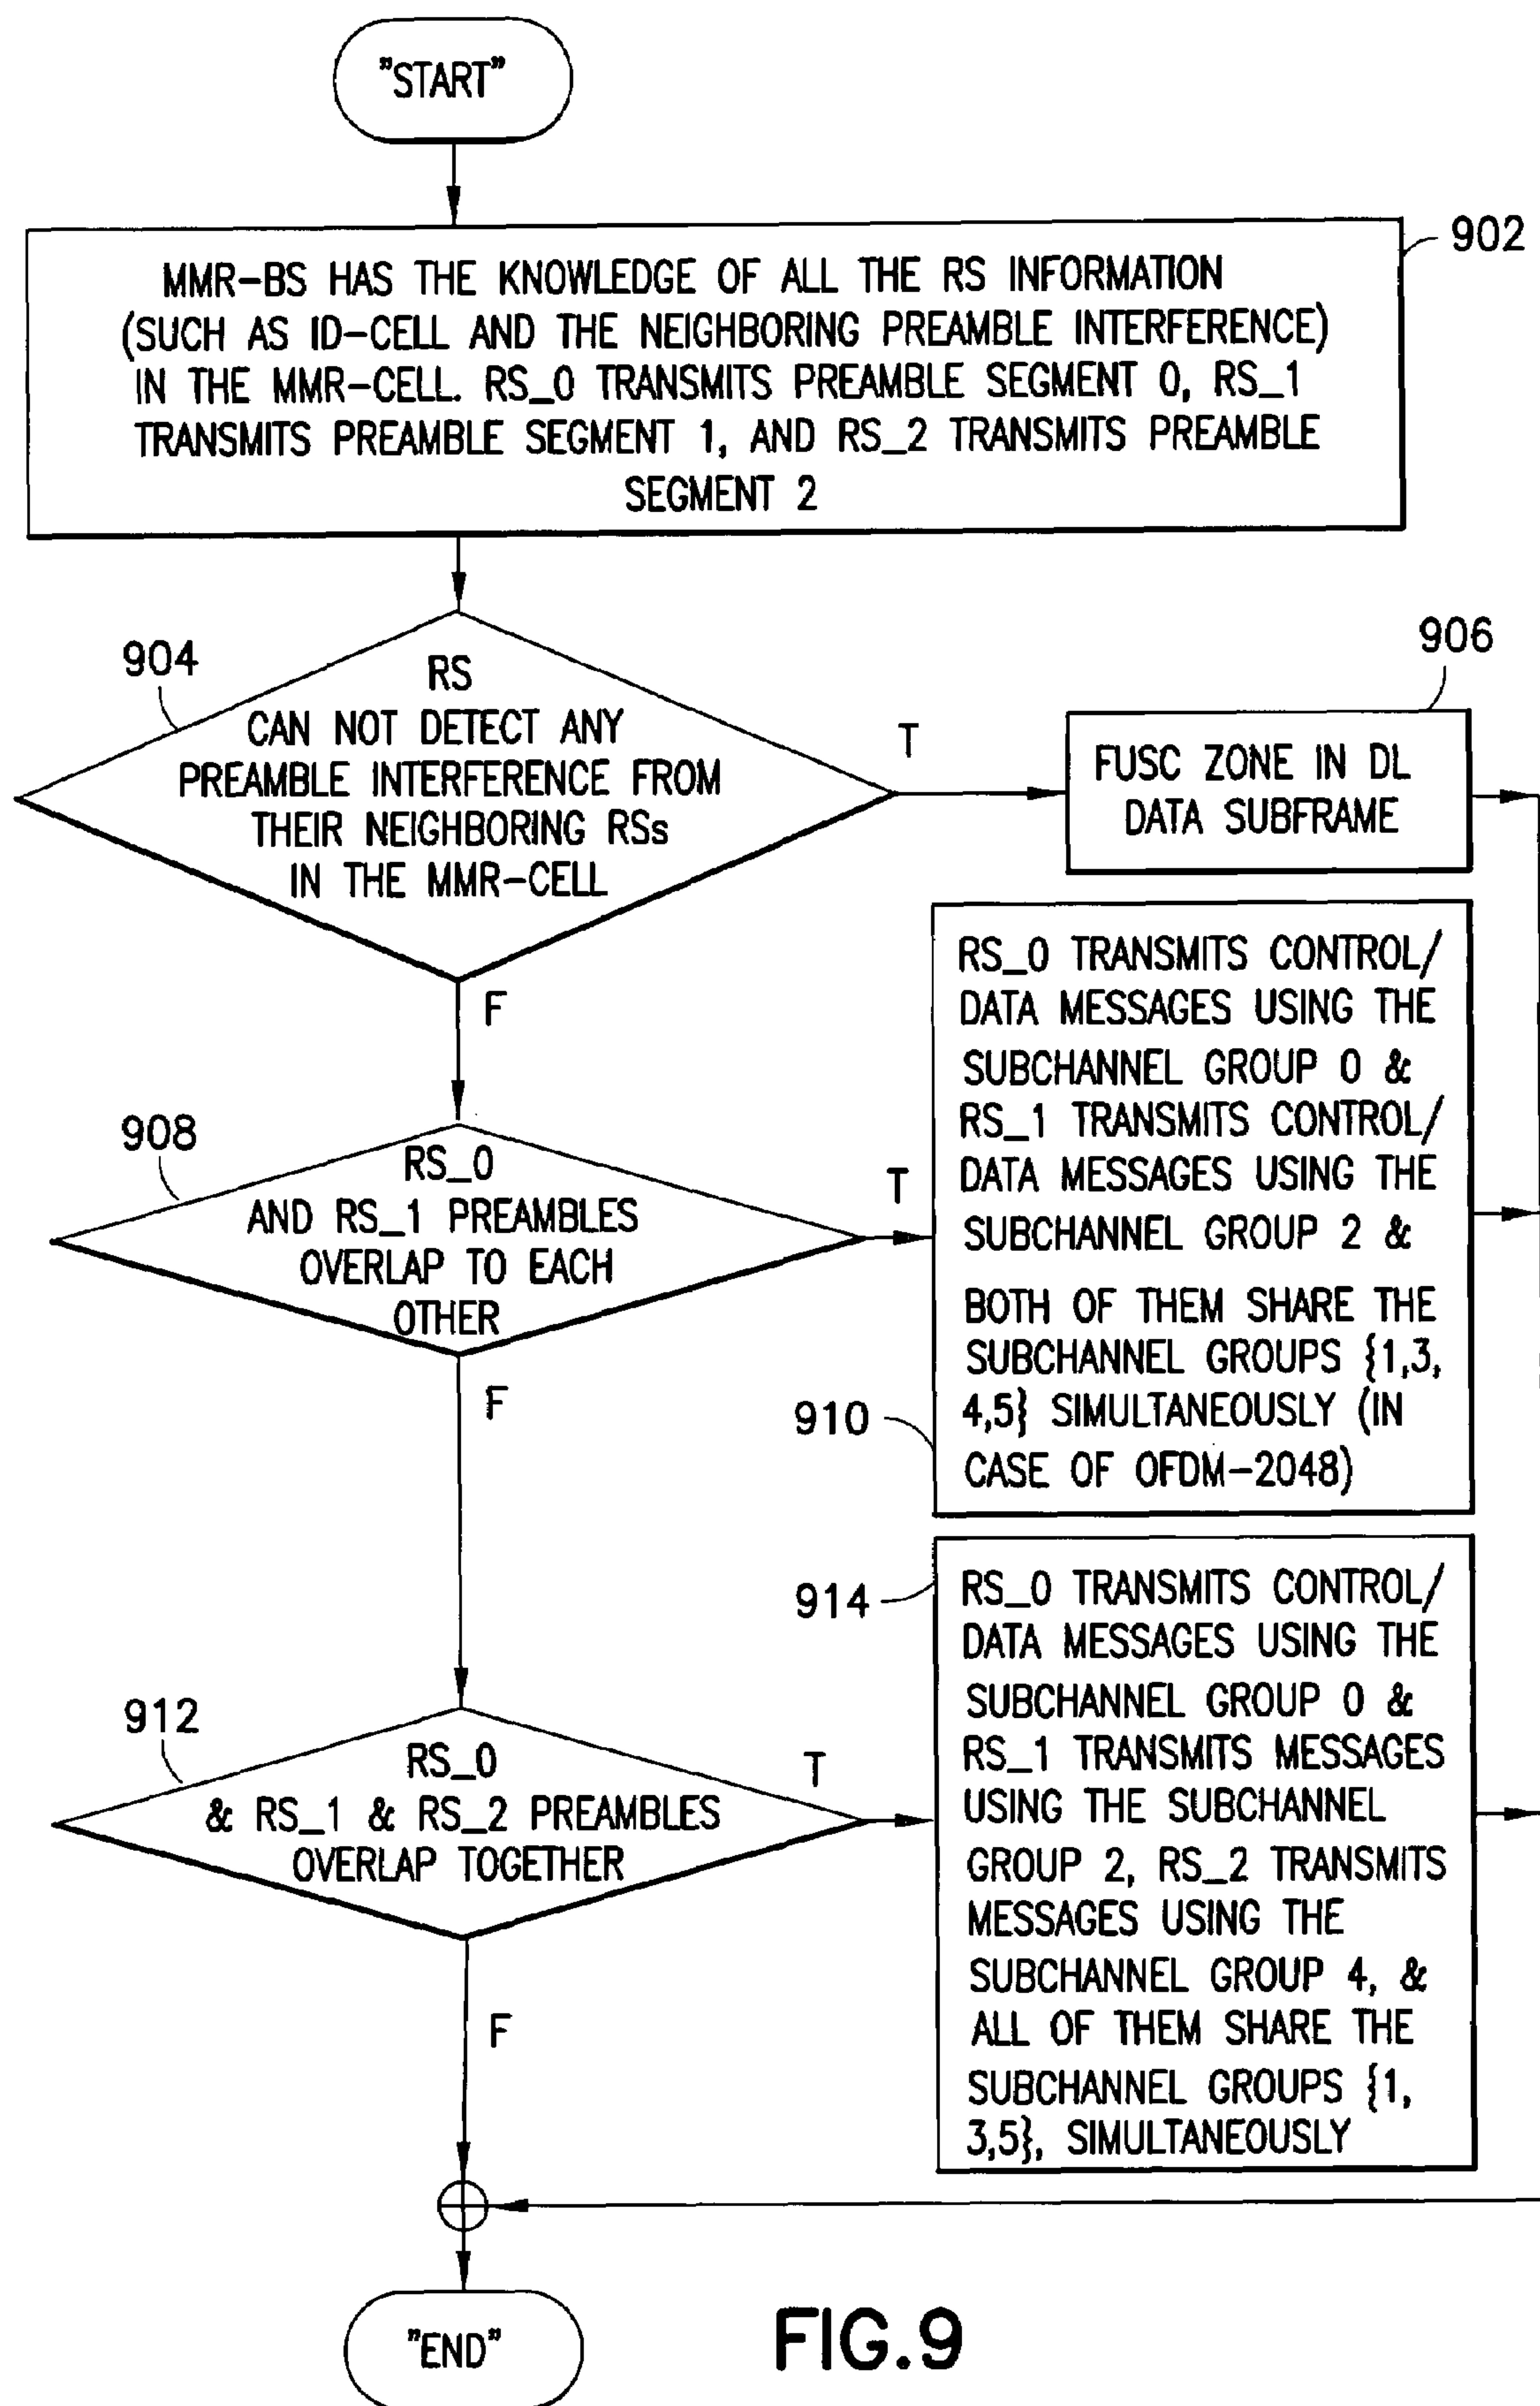 "START"
902
MMR-BS HAS THE KNOWLEDGE OF ALL THE RS INFORMATION
(SUCH AS ID-CELL AND THE NEIGHBORING PREAMBLE INTERFERENCE)
IN THE MMR-CELL. RS_0 TRANSMITS PREAMBLE SEGMENT 0, RS_1
TRANSMITS PREAMBLE SEGMENT 1, AND RS_2 TRANSMITS PREAMBLE
SEGMENT 2
904
RS
CAN NOT DETECT ANY
PREAMBLE INTERFERENCE FROM
THEIR NEIGHBORING RSs
IN THE MMR-CELL
T
F
906
FUSC ZONE IN DL
DATA SUBFRAME
908
RS_0
AND RS_1 PREAMBLES
OVERLAP TO EACH
OTHER
T
F
RS_0 TRANSMITS CONTROL/
DATA MESSAGES USING THE
SUBCHANNEL GROUP 0 &
RS_1 TRANSMITS CONTROL/
DATA MESSAGES USING THE
SUBCHANNEL GROUP 2 &
BOTH OF THEM SHARE THE
SUBCHANNEL GROUPS {1,3,
4,5} SIMULTANEOUSLY (IN
CASE OF OFDM-2048)
910
912
RS_0
& RS_1 & RS_2 PREAMBLES
OVERLAP TOGETHER
T
F
914
RS_0 TRANSMITS CONTROL/
DATA MESSAGES USING THE
SUBCHANNEL GROUP 0 &
RS_1 TRANSMITS MESSAGES
USING THE SUBCHANNEL
GROUP 2, RS_2 TRANSMITS
MESSAGES USING THE
SUBCHANNEL GROUP 4, &
ALL OF THEM SHARE THE
SUBCHANNEL GROUPS {1,
3,5}, SIMULTANEOUSLY
"END"
FIG.9